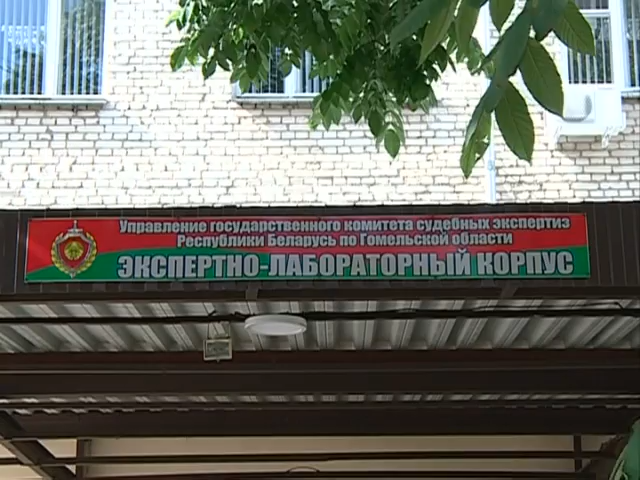 Управление государственного комитета судебных экспертиз
Республики Беларусь по Гомельской области
ЭКСПЕРТНО-ЛАБОРАТОРНЫЙ КОРПУС